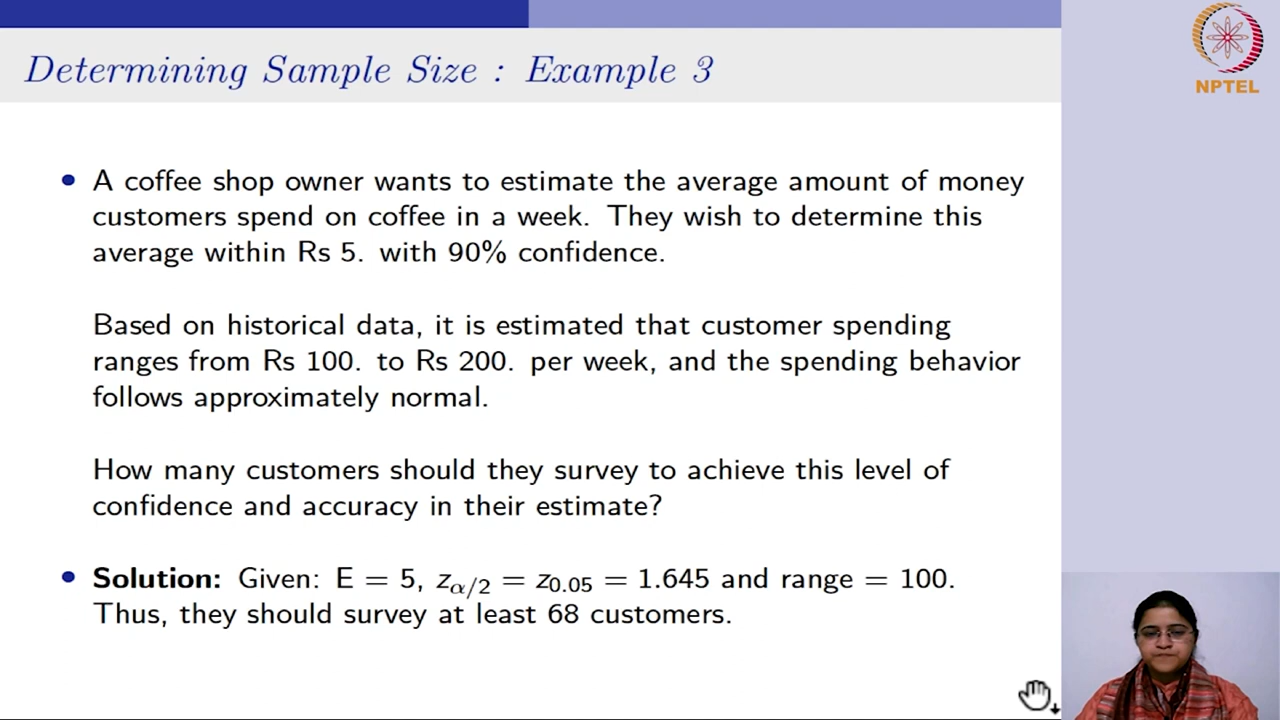 Determining Sample Size : Example 3
NPTEL
• A coffee shop owner wants to estimate the average amount of money
customers spend on coffee in a week. They wish to determine this
average within Rs 5. with 90% confidence.
Based on historical data, it is estimated that customer spending
ranges from Rs 100. to Rs 200. per week, and the spending behavior
follows approximately normal.
How many customers should they survey to achieve this level of
confidence and accuracy in their estimate?
• Solution: Given: E = 5, z_{α/2} = z_{0.05} = 1.645 and range = 100.
Thus, they should survey at least 68 customers.